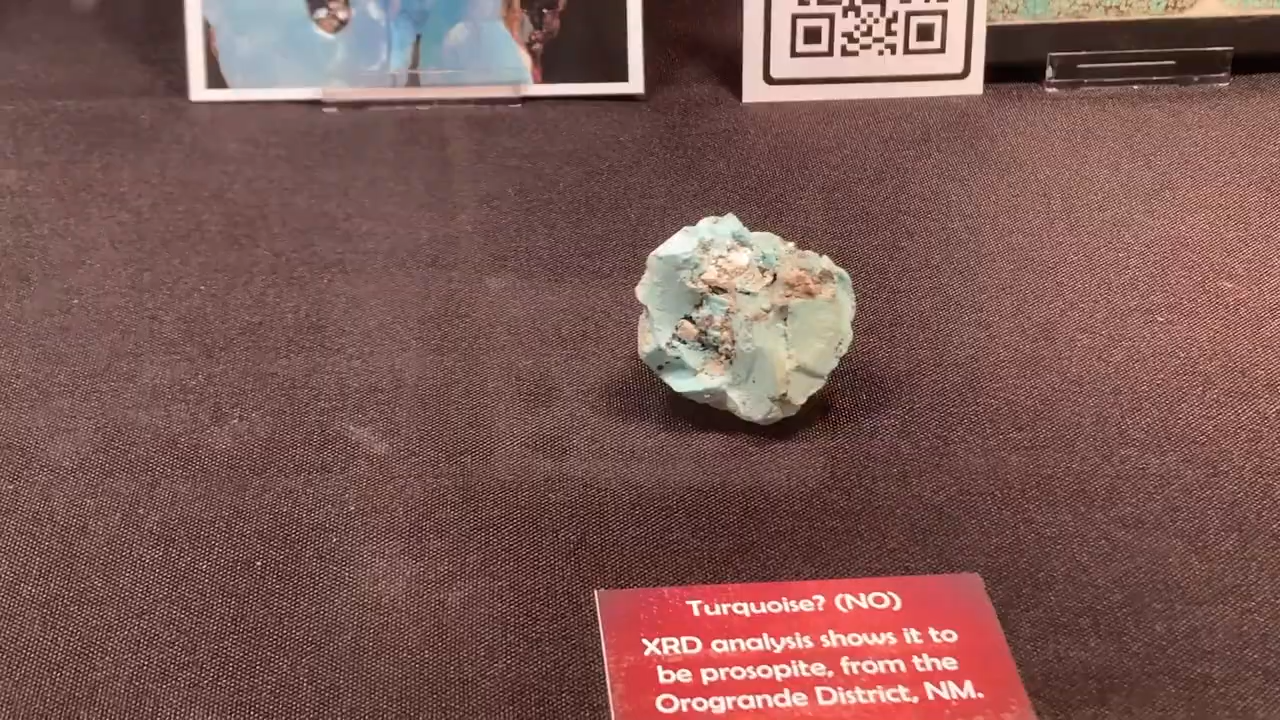 Turquoise? (NO)
XRD analysis shows it to
be prosopite, from the
Orogrande District, NM.